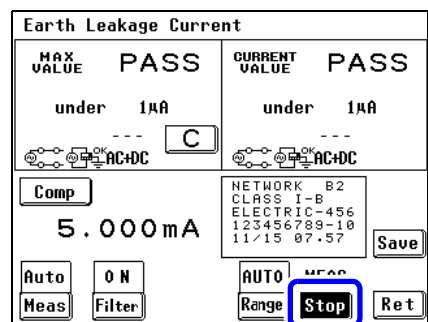 Earth Leakage Current
MAX VALUE PASS
under 1µA
---
OK AC+DC
C
CURRENT VALUE PASS
under 1µA
---
OK AC+DC
Comp
5.000mA
NETWORK B2
CLASS I-B
ELECTRIC-456
123456789-10
11/15 07.57
Save
Auto ON AUTO
Meas Filter Range Stop Ret